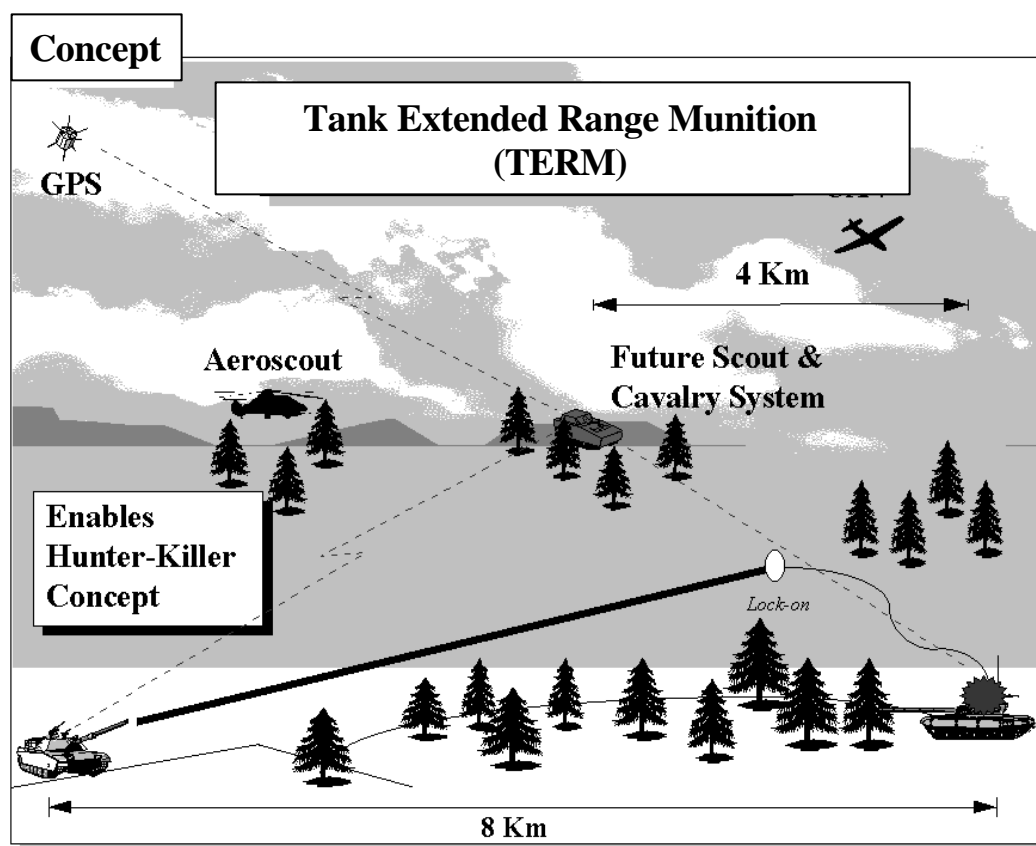 Concept
Tank Extended Range Munition
(TERM)
GPS
4 Km
Aeroscout
Future Scout &
Cavalry System
Enables
Hunter-Killer
Concept
Lock-on
8 Km